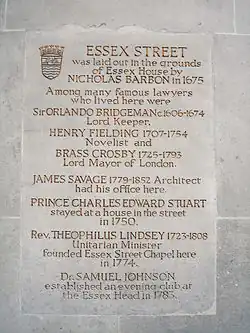 ESSEX STREET
was laid out in the grounds
of Essex House by
NICHOLAS BARBON in 1675
Among many famous lawyers
who lived here were
Sir ORLANDO BRIDGEMAN c1606-1674
Lord Keeper.
HENRY FIELDING 1707-1754
Novelist and
BRASS CROSBY 1725-1793
Lord Mayor of London.
JAMES SAVAGE 1779-1852 Architect
had his office here.
PRINCE CHARLES EDWARD STUART
stayed at a house in the street
in 1750.
Rev. THEOPHILUS LINDSEY 1723-1808
Unitarian Minister
founded Essex Street Chapel here
in 1774.
Dr. SAMUEL JOHNSON
established an evening club at
the Essex Head in 1783.